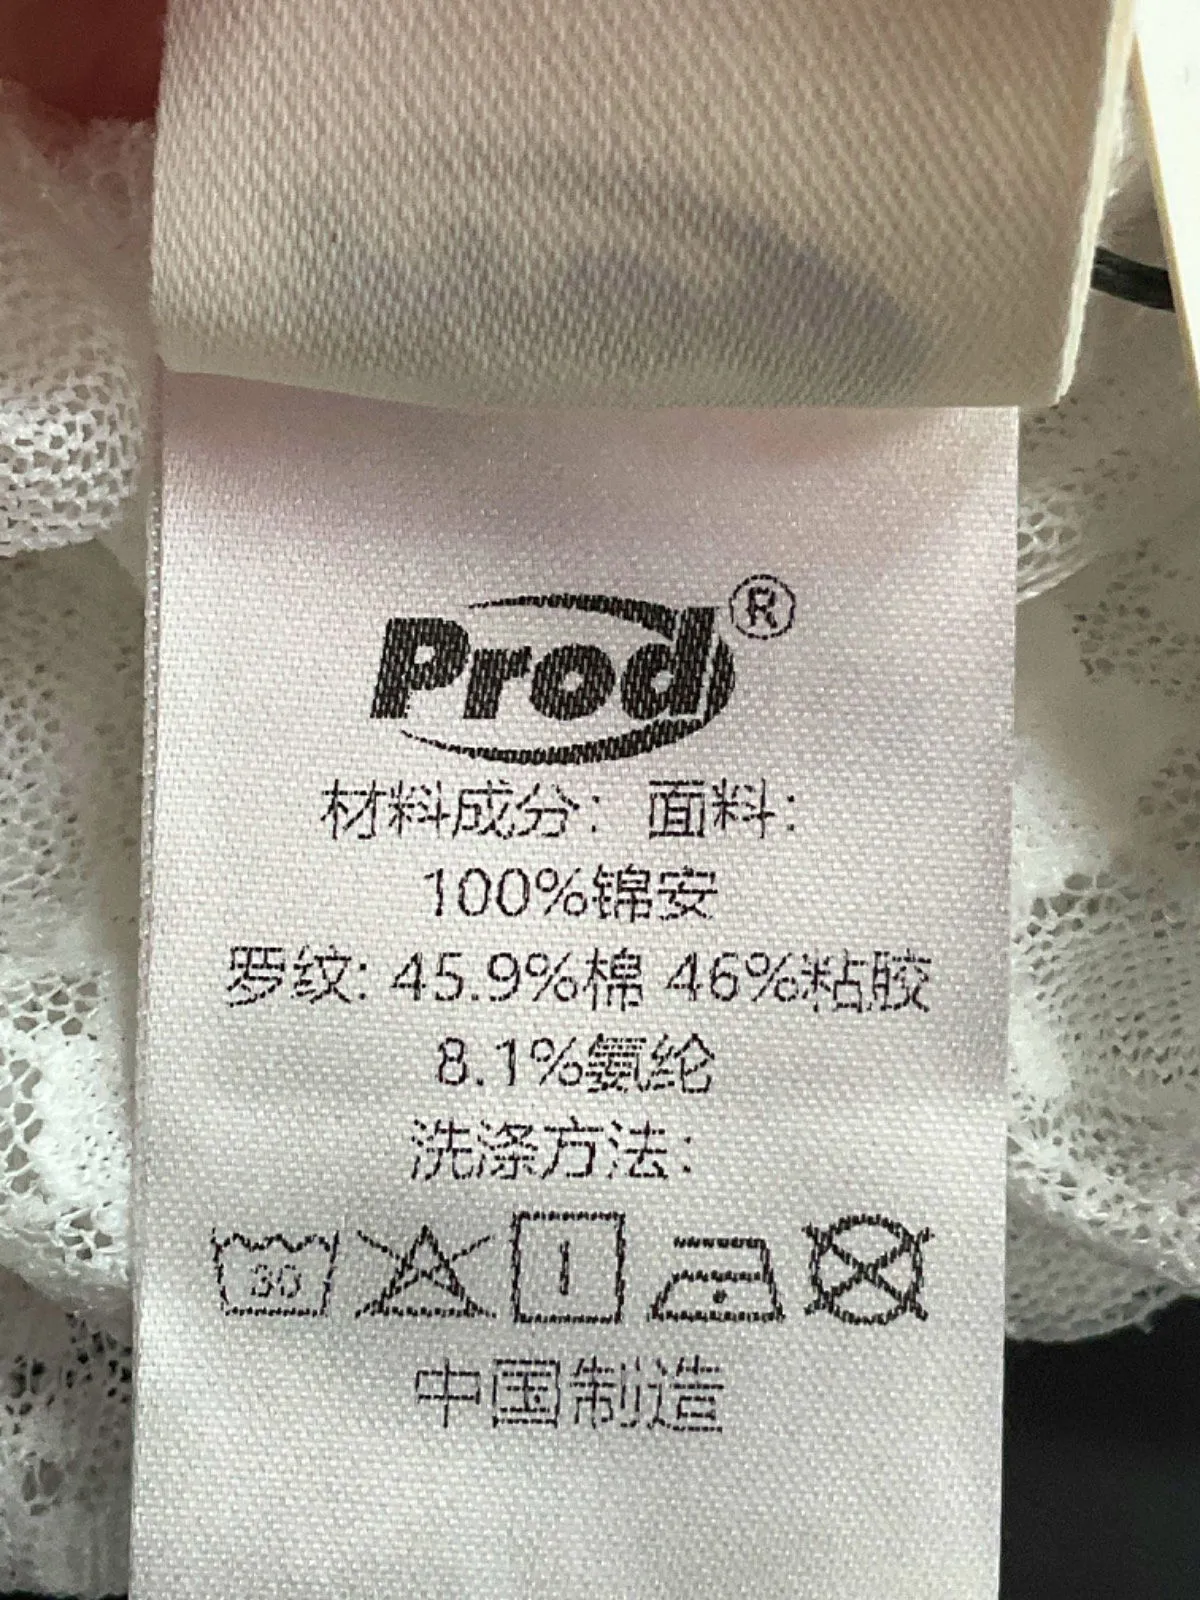 Prod®
材料成分：面料：
100%锦安
罗纹：45.9%棉 46%粘胶
8.1%氨纶
洗涤方法：
30
中国制造